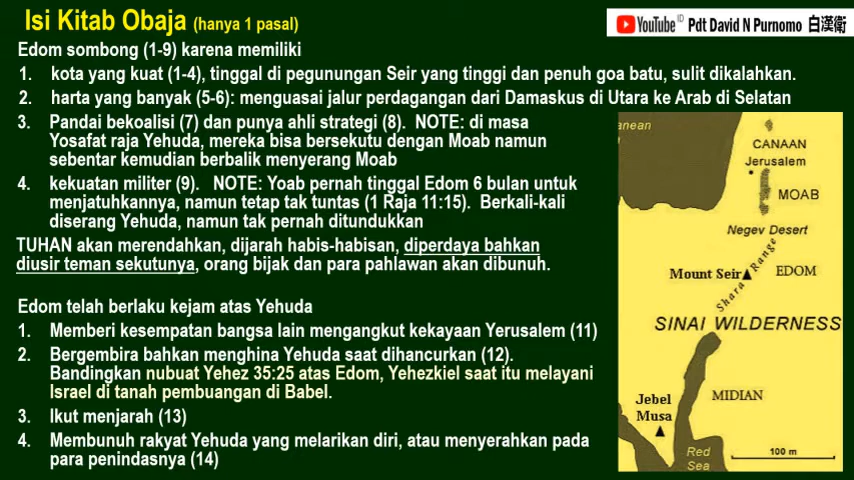 Isi Kitab Obaja (hanya 1 pasal)
YouTube ID Pdt David N Purnomo 白漢衛
Edom sombong (1-9) karena memiliki
1. kota yang kuat (1-4), tinggal di pegunungan Seir yang tinggi dan penuh goa batu, sulit dikalahkan.
2. harta yang banyak (5-6): menguasai jalur perdagangan dari Damaskus di Utara ke Arab di Selatan
3. Pandai bekoalisi (7) dan punya ahli strategi (8). NOTE: di masa
Yosafat raja Yehuda, mereka bisa bersekutu dengan Moab namun
sebentar kemudian berbalik menyerang Moab
4. kekuatan militer (9). NOTE: Yoab pernah tinggal Edom 6 bulan untuk
menjatuhkannya, namun tetap tak tuntas (1 Raja 11:15). Berkali-kali
diserang Yehuda, namun tak pernah ditundukkan
TUHAN akan merendahkan, dijarah habis-habisan, diperdaya bahkan
diusir teman sekutunya, orang bijak dan para pahlawan akan dibunuh.
Edom telah berlaku kejam atas Yehuda
1. Memberi kesempatan bangsa lain mengangkut kekayaan Yerusalem (11)
2. Bergembira bahkan menghina Yehuda saat dihancurkan (12).
Bandingkan nubuat Yehez 35:25 atas Edom, Yehezkiel saat itu melayani
Israel di tanah pembuangan di Babel.
3. Ikut menjarah (13)
4. Membunuh rakyat Yehuda yang melarikan diri, atau menyerahkan pada
para penindasnya (14)
anean
CANAAN
Jerusalem
MOAB
Negev Desert
Mount Seir
EDOM
Shara Range
SINAI WILDERNESS
Jebel
Musa
MIDIAN
Red
Sea
100 m